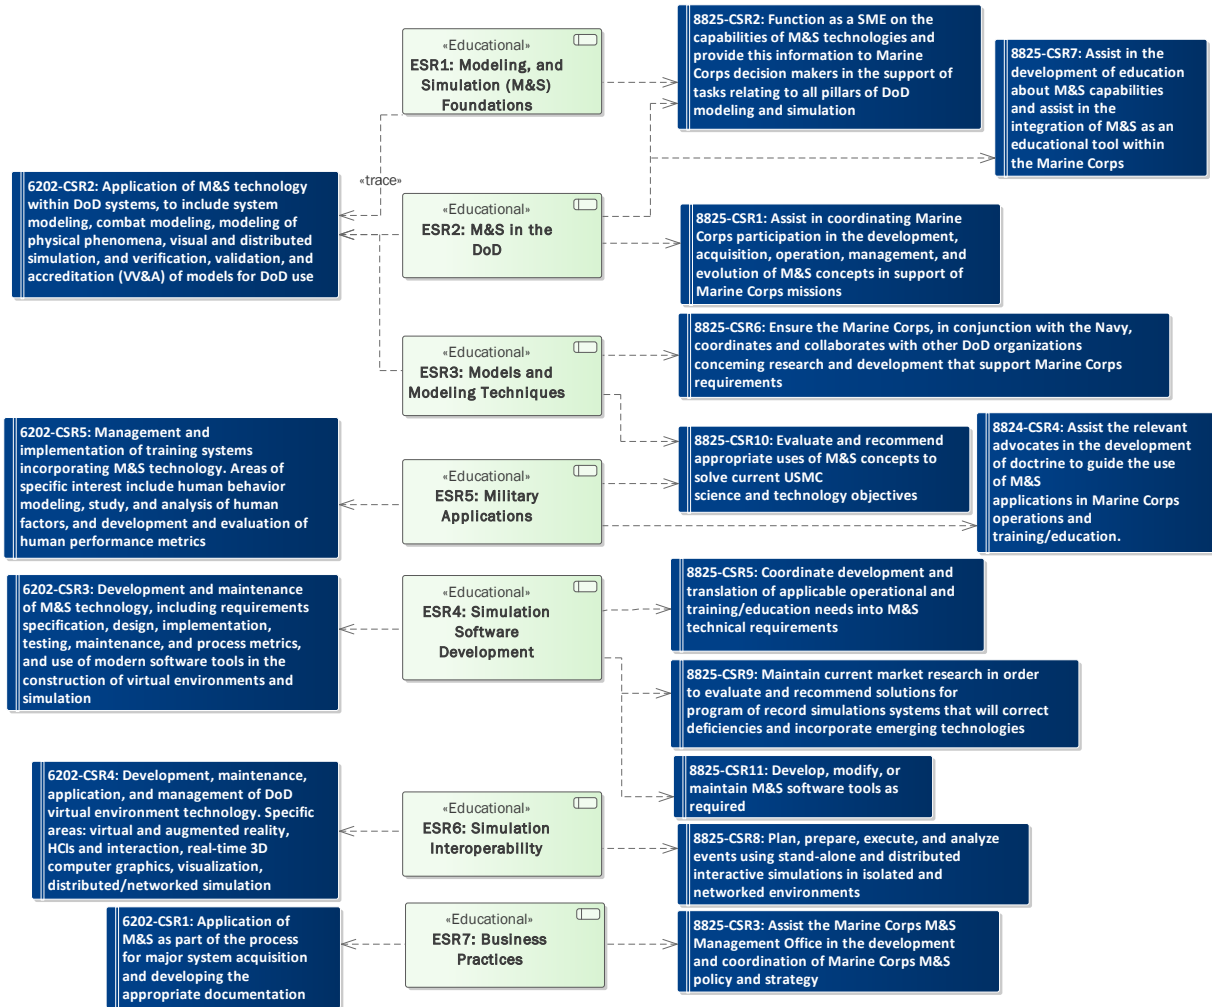 «Educational»
ESR1: Modeling, and
Simulation (M&S)
Foundations
8825-CSR2: Function as a SME on the
capabilities of M&S technologies and
provide this information to Marine
Corps decision makers in the support of
tasks relating to all pillars of DoD
modeling and simulation
8825-CSR7: Assist in the
development of education
about M&S capabilities
and assist in the
integration of M&S as an
educational tool within
the Marine Corps
«trace»
6202-CSR2: Application of M&S technology
within DoD systems, to include system
modeling, combat modeling, modeling of
physical phenomena, visual and distributed
simulation, and verification, validation, and
accreditation (VV&A) of models for DoD use
«Educational»
ESR2: M&S in the
DoD
8825-CSR1: Assist in coordinating Marine
Corps participation in the development,
acquisition, operation, management, and
evolution of M&S concepts in support of
Marine Corps missions
«Educational»
ESR3: Models and
Modeling Techniques
8825-CSR6: Ensure the Marine Corps, in conjunction with the Navy,
coordinates and collaborates with other DoD organizations
conceming research and development that support Marine Corps
requirements
6202-CSR5: Management and
implementation of training systems
incorporating M&S technology. Areas of
specific interest include human behavior
modeling, study, and analysis of human
factors, and development and evaluation of
human performance metrics
«Educational»
ESR5: Military
Applications
8825-CSR10: Evaluate and recommend
appropriate uses of M&S concepts to
solve current USMC
science and technology objectives
8824-CSR4: Assist the relevant
advocates in the development
of doctrine to guide the use
of M&S
applications in Marine Corps
operations and
training/education.
6202-CSR3: Development and maintenance
of M&S technology, including requirements
specification, design, implementation,
testing, maintenance, and process metrics,
and use of modern software tools in the
construction of virtual environments and
simulation
«Educational»
ESR4: Simulation
Software
Development
8825-CSR5: Coordinate development and
translation of applicable operational and
training/education needs into M&S
technical requirements
8825-CSR9: Maintain current market research in order
to evaluate and recommend solutions for
program of record simulations systems that will correct
deficiencies and incorporate emerging technologies
8825-CSR11: Develop, modify, or
maintain M&S software tools as
required
6202-CSR4: Development, maintenance,
application, and management of DoD
virtual environment technology. Specific
areas: virtual and augmented reality,
HCIs and interaction, real-time 3D
computer graphics, visualization,
distributed/networked simulation
«Educational»
ESR6: Simulation
Interoperability
8825-CSR8: Plan, prepare, execute, and analyze
events using stand-alone and distributed
interactive simulations in isolated and
networked environments
6202-CSR1: Application of
M&S as part of the process
for major system acquisition
and developing the
appropriate documentation
«Educational»
ESR7: Business
Practices
8825-CSR3: Assist the Marine Corps M&S
Management Office in the development
and coordination of Marine Corps M&S
policy and strategy